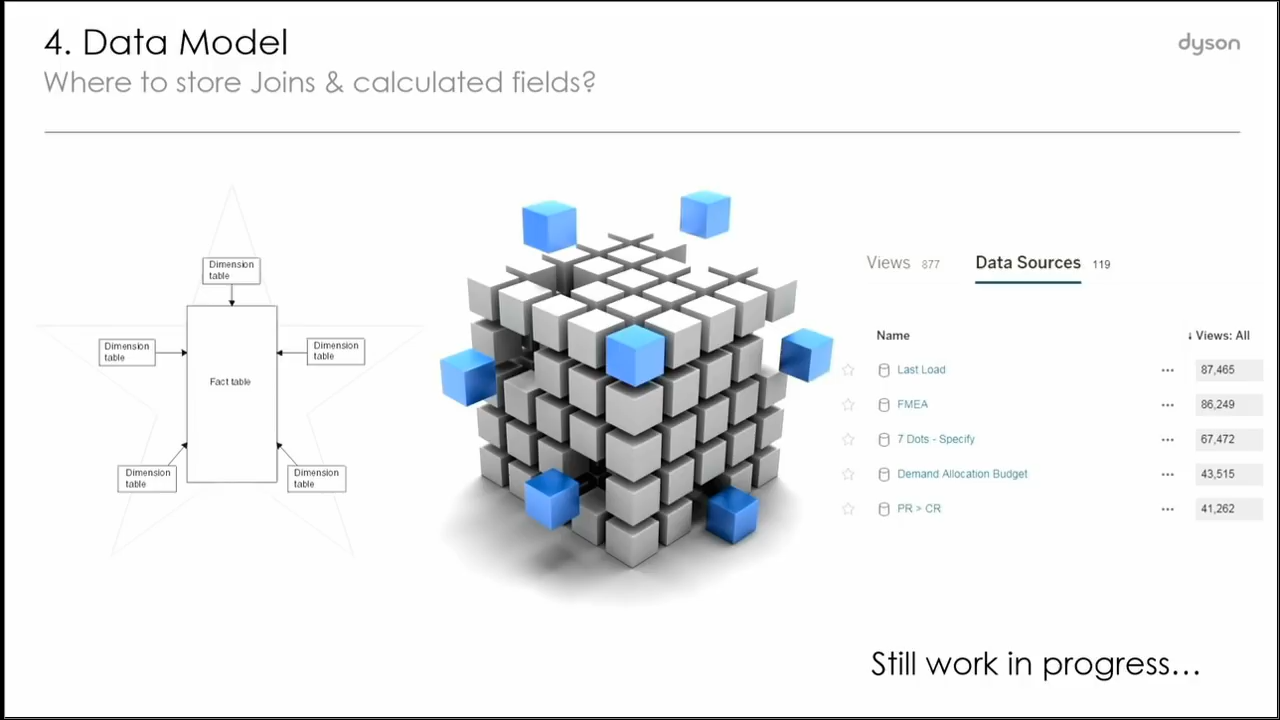 4. Data Model
dyson
Where to store Joins & calculated fields?
Dimension
table
Dimension
table
Dimension
table
Fact table
Dimension
table
Dimension
table
Views 877 Data Sources 119
Name ↓ Views: All
Last Load ··· 87,465
FMEA ··· 86,249
7 Dots - Specify ··· 67,472
Demand Allocation Budget ··· 43,515
PR > CR ··· 41,262
Still work in progress...